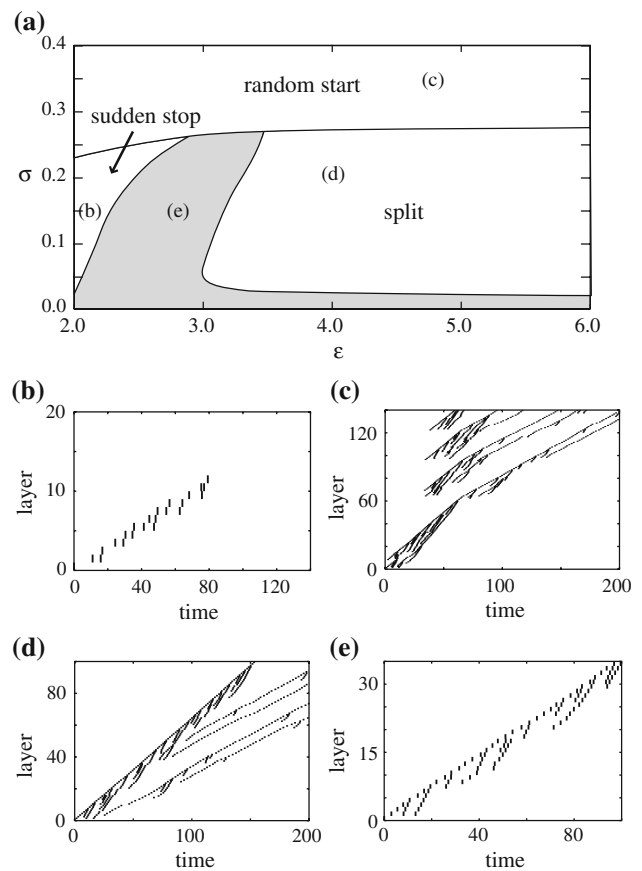 (a)
0.4
0.3
σ
0.2
0.1
0.0
random start
(c)
sudden stop
(d)
(b)
(e)
split
2.0 3.0 4.0 5.0 6.0
ε
(b)
20
layer
10
0
0 40 80 120
time
(c)
120
layer
60
0
0 100 200
time
(d)
80
layer
40
0
0 100 200
time
(e)
30
layer
15
0
0 40 80
time